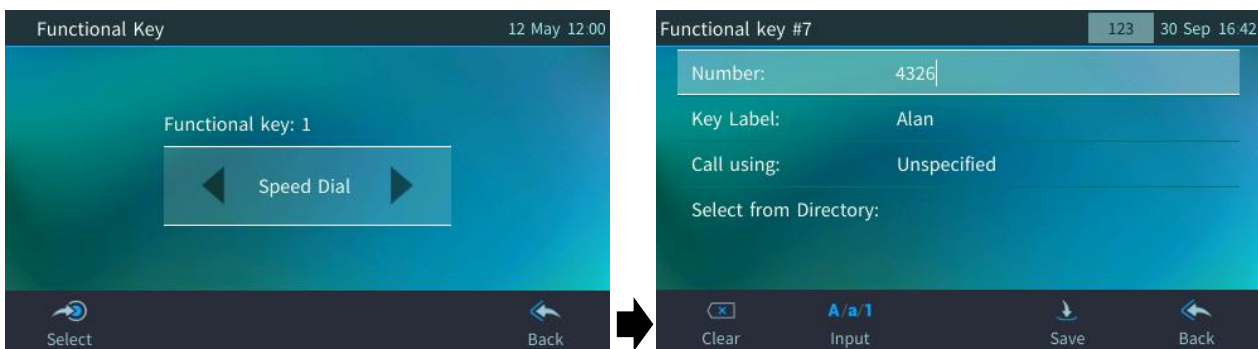 Functional Key 12 May 12:00
Functional key: 1
Speed Dial
Select Back
Functional key #7 123 30 Sep 16:42
Number: 4326
Key Label: Alan
Call using: Unspecified
Select from Directory:
A/a/1
Clear Input Save Back